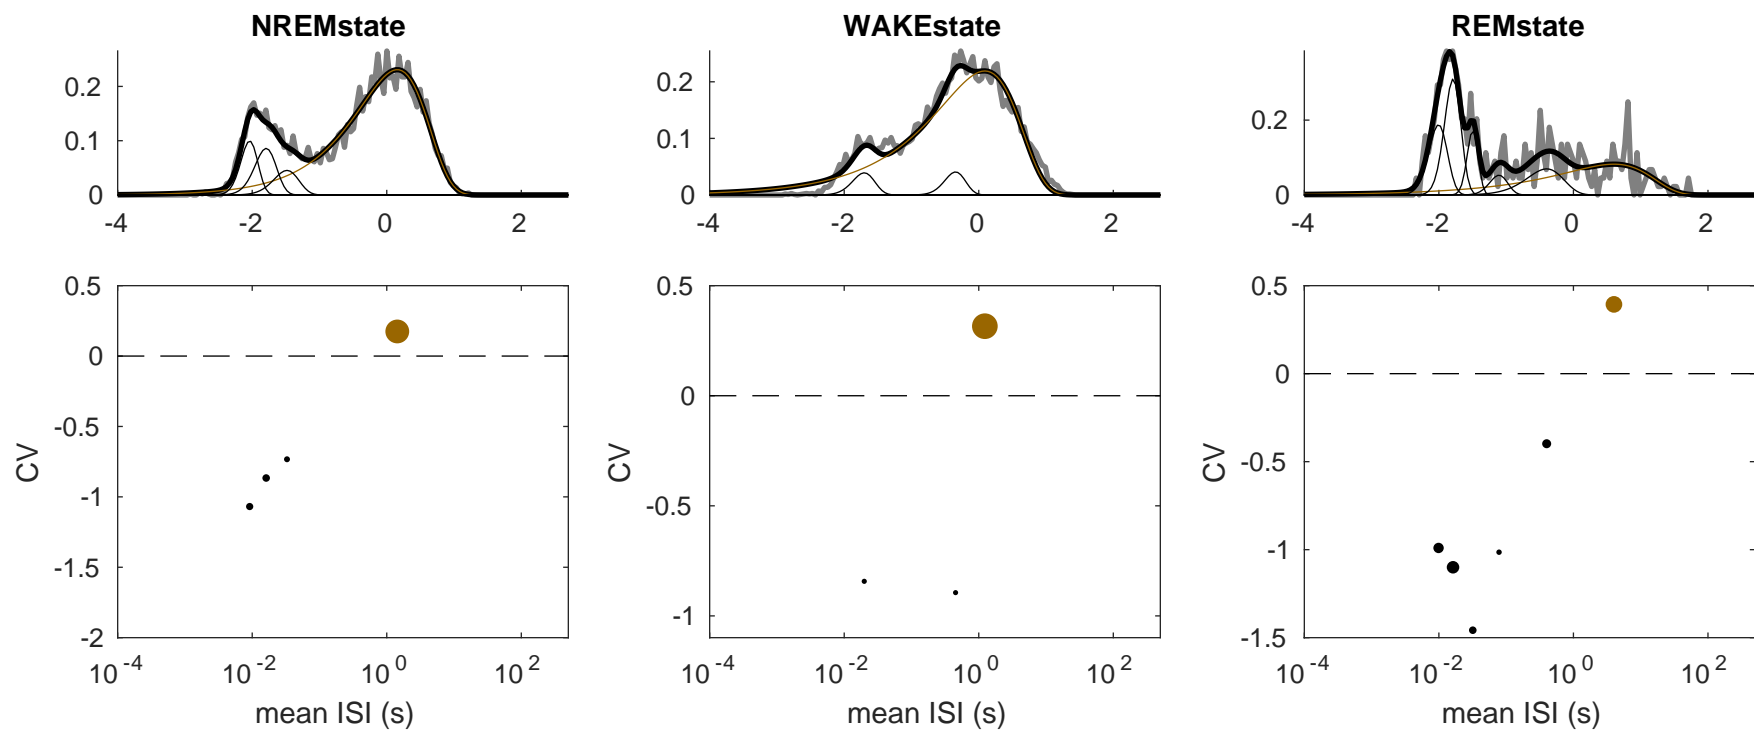 NREMstate WAKEstate REMstate
0.2 0.2 0.2
0.1 0.1
0 0 0
-4 -2 0 2 -4 -2 0 2 -4 -2 0 2
0.5 0.5 0.5
0 0 0
-0.5 -0.5 -0.5
-1 -1 -1
-1.5 -1.5
-2
CV CV CV
10^-4 10^-2 10^0 10^2 10^-4 10^-2 10^0 10^2 10^-4 10^-2 10^0 10^2
mean ISI (s) mean ISI (s) mean ISI (s)